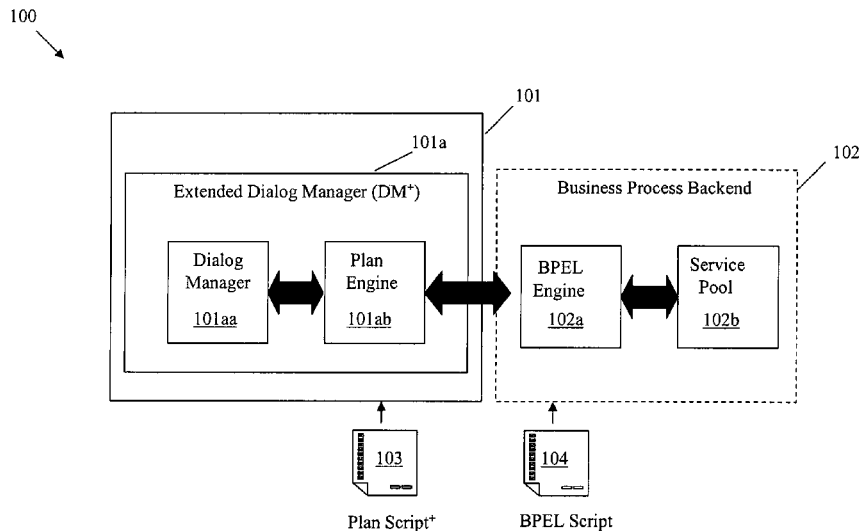 100
101
101a
102
Extended Dialog Manager (DM⁺)
Business Process Backend
Dialog
Manager
101aa
Plan
Engine
101ab
BPEL
Engine
102a
Service
Pool
102b
103
104
Plan Script⁺
BPEL Script